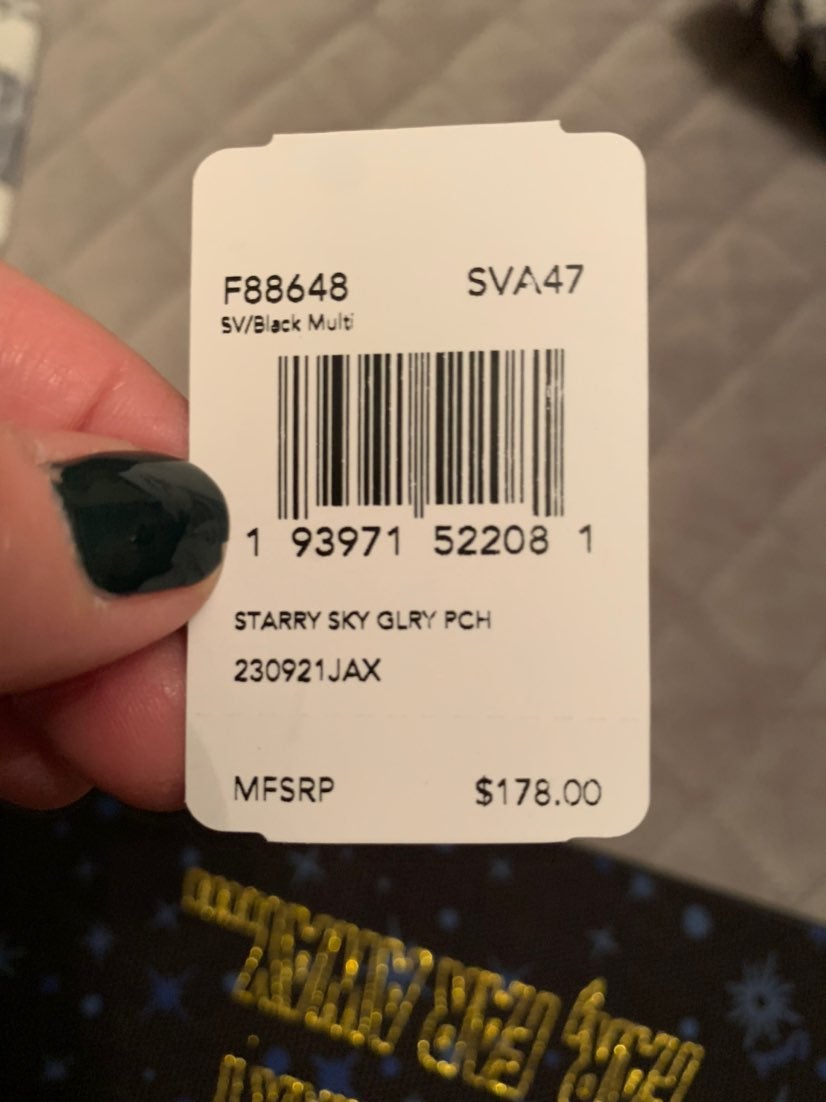 F88648 SVA47
SV/Black Multi
1 93971 52208 1
STARRY SKY GLRY PCH
230921JAX
MFSRP $178.00